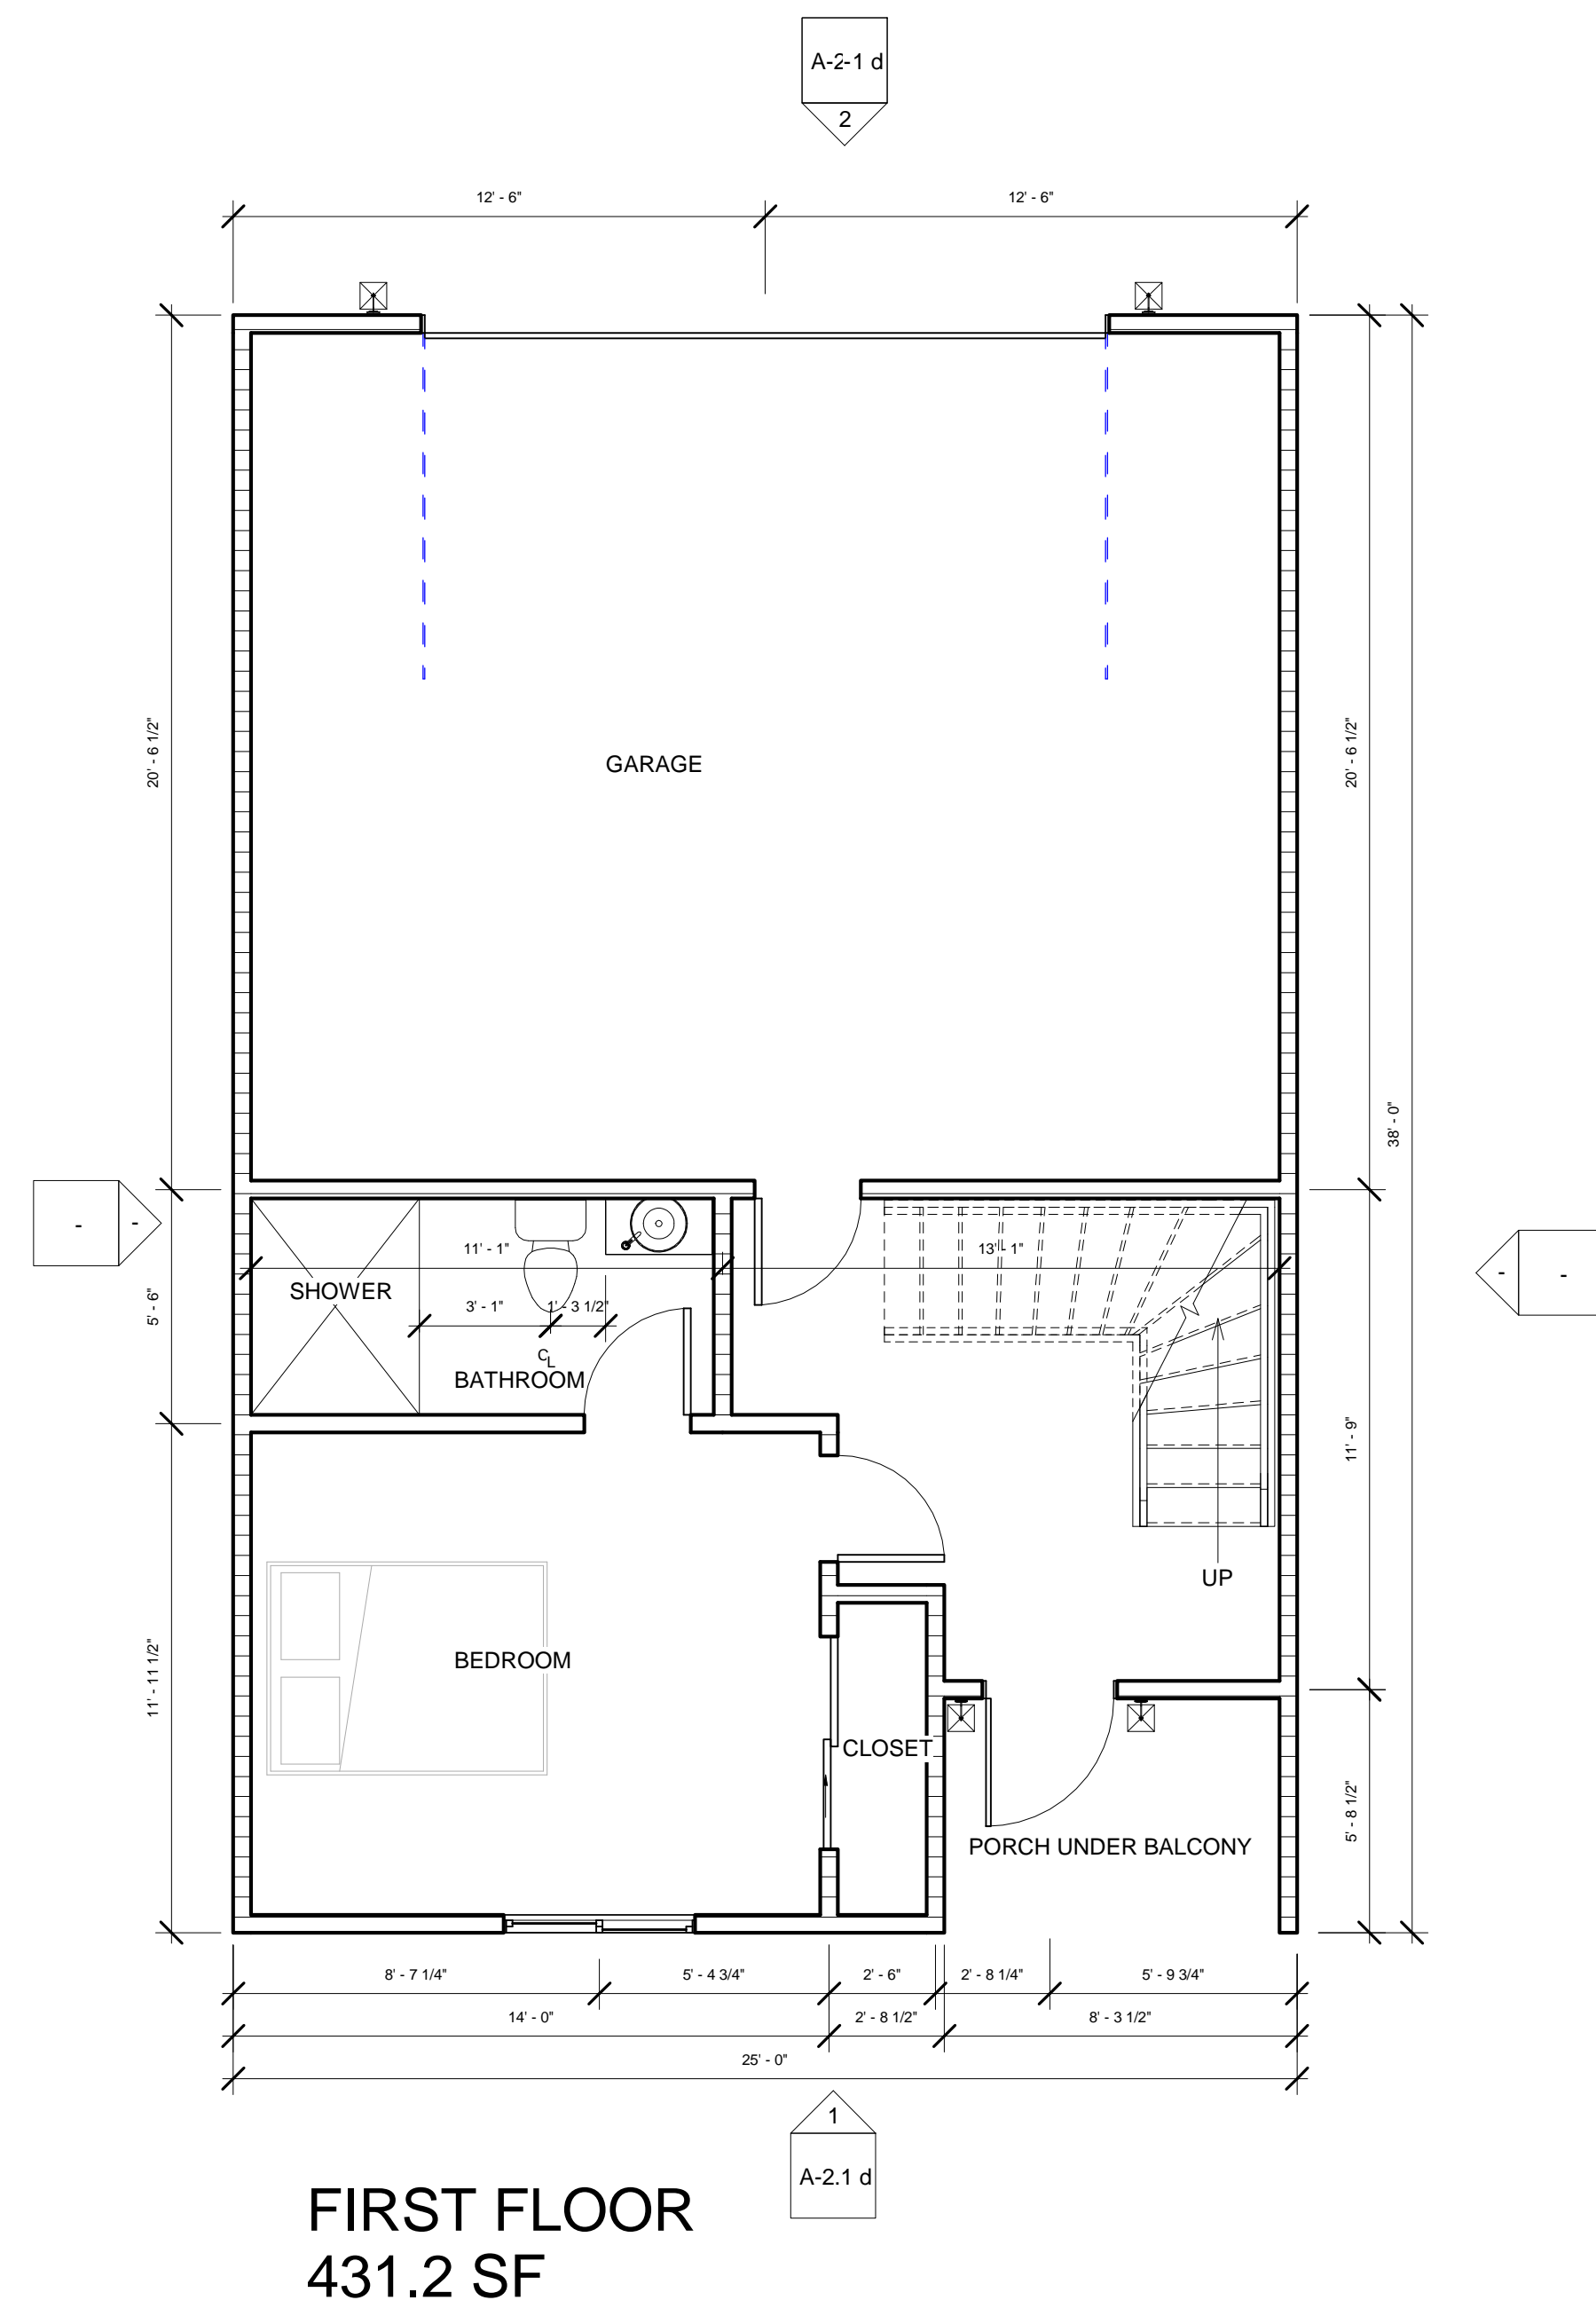 A-2-1 d
2
12' - 6"
12' - 6"
20' - 6 1/2"
20' - 6 1/2"
GARAGE
38' - 0"
-
-
-
-
11' - 1"
13' - 1"
SHOWER
3' - 1"
1' - 3 1/2"
5' - 6"
CL
BATHROOM
11' - 9"
UP
BEDROOM
11' - 11 1/2"
CLOSET
5' - 8 1/2"
PORCH UNDER BALCONY
8' - 7 1/4"
5' - 4 3/4"
2' - 6"
2' - 8 1/4"
5' - 9 3/4"
14' - 0"
2' - 8 1/2"
8' - 3 1/2"
25' - 0"
1
A-2.1 d
FIRST FLOOR
431.2 SF